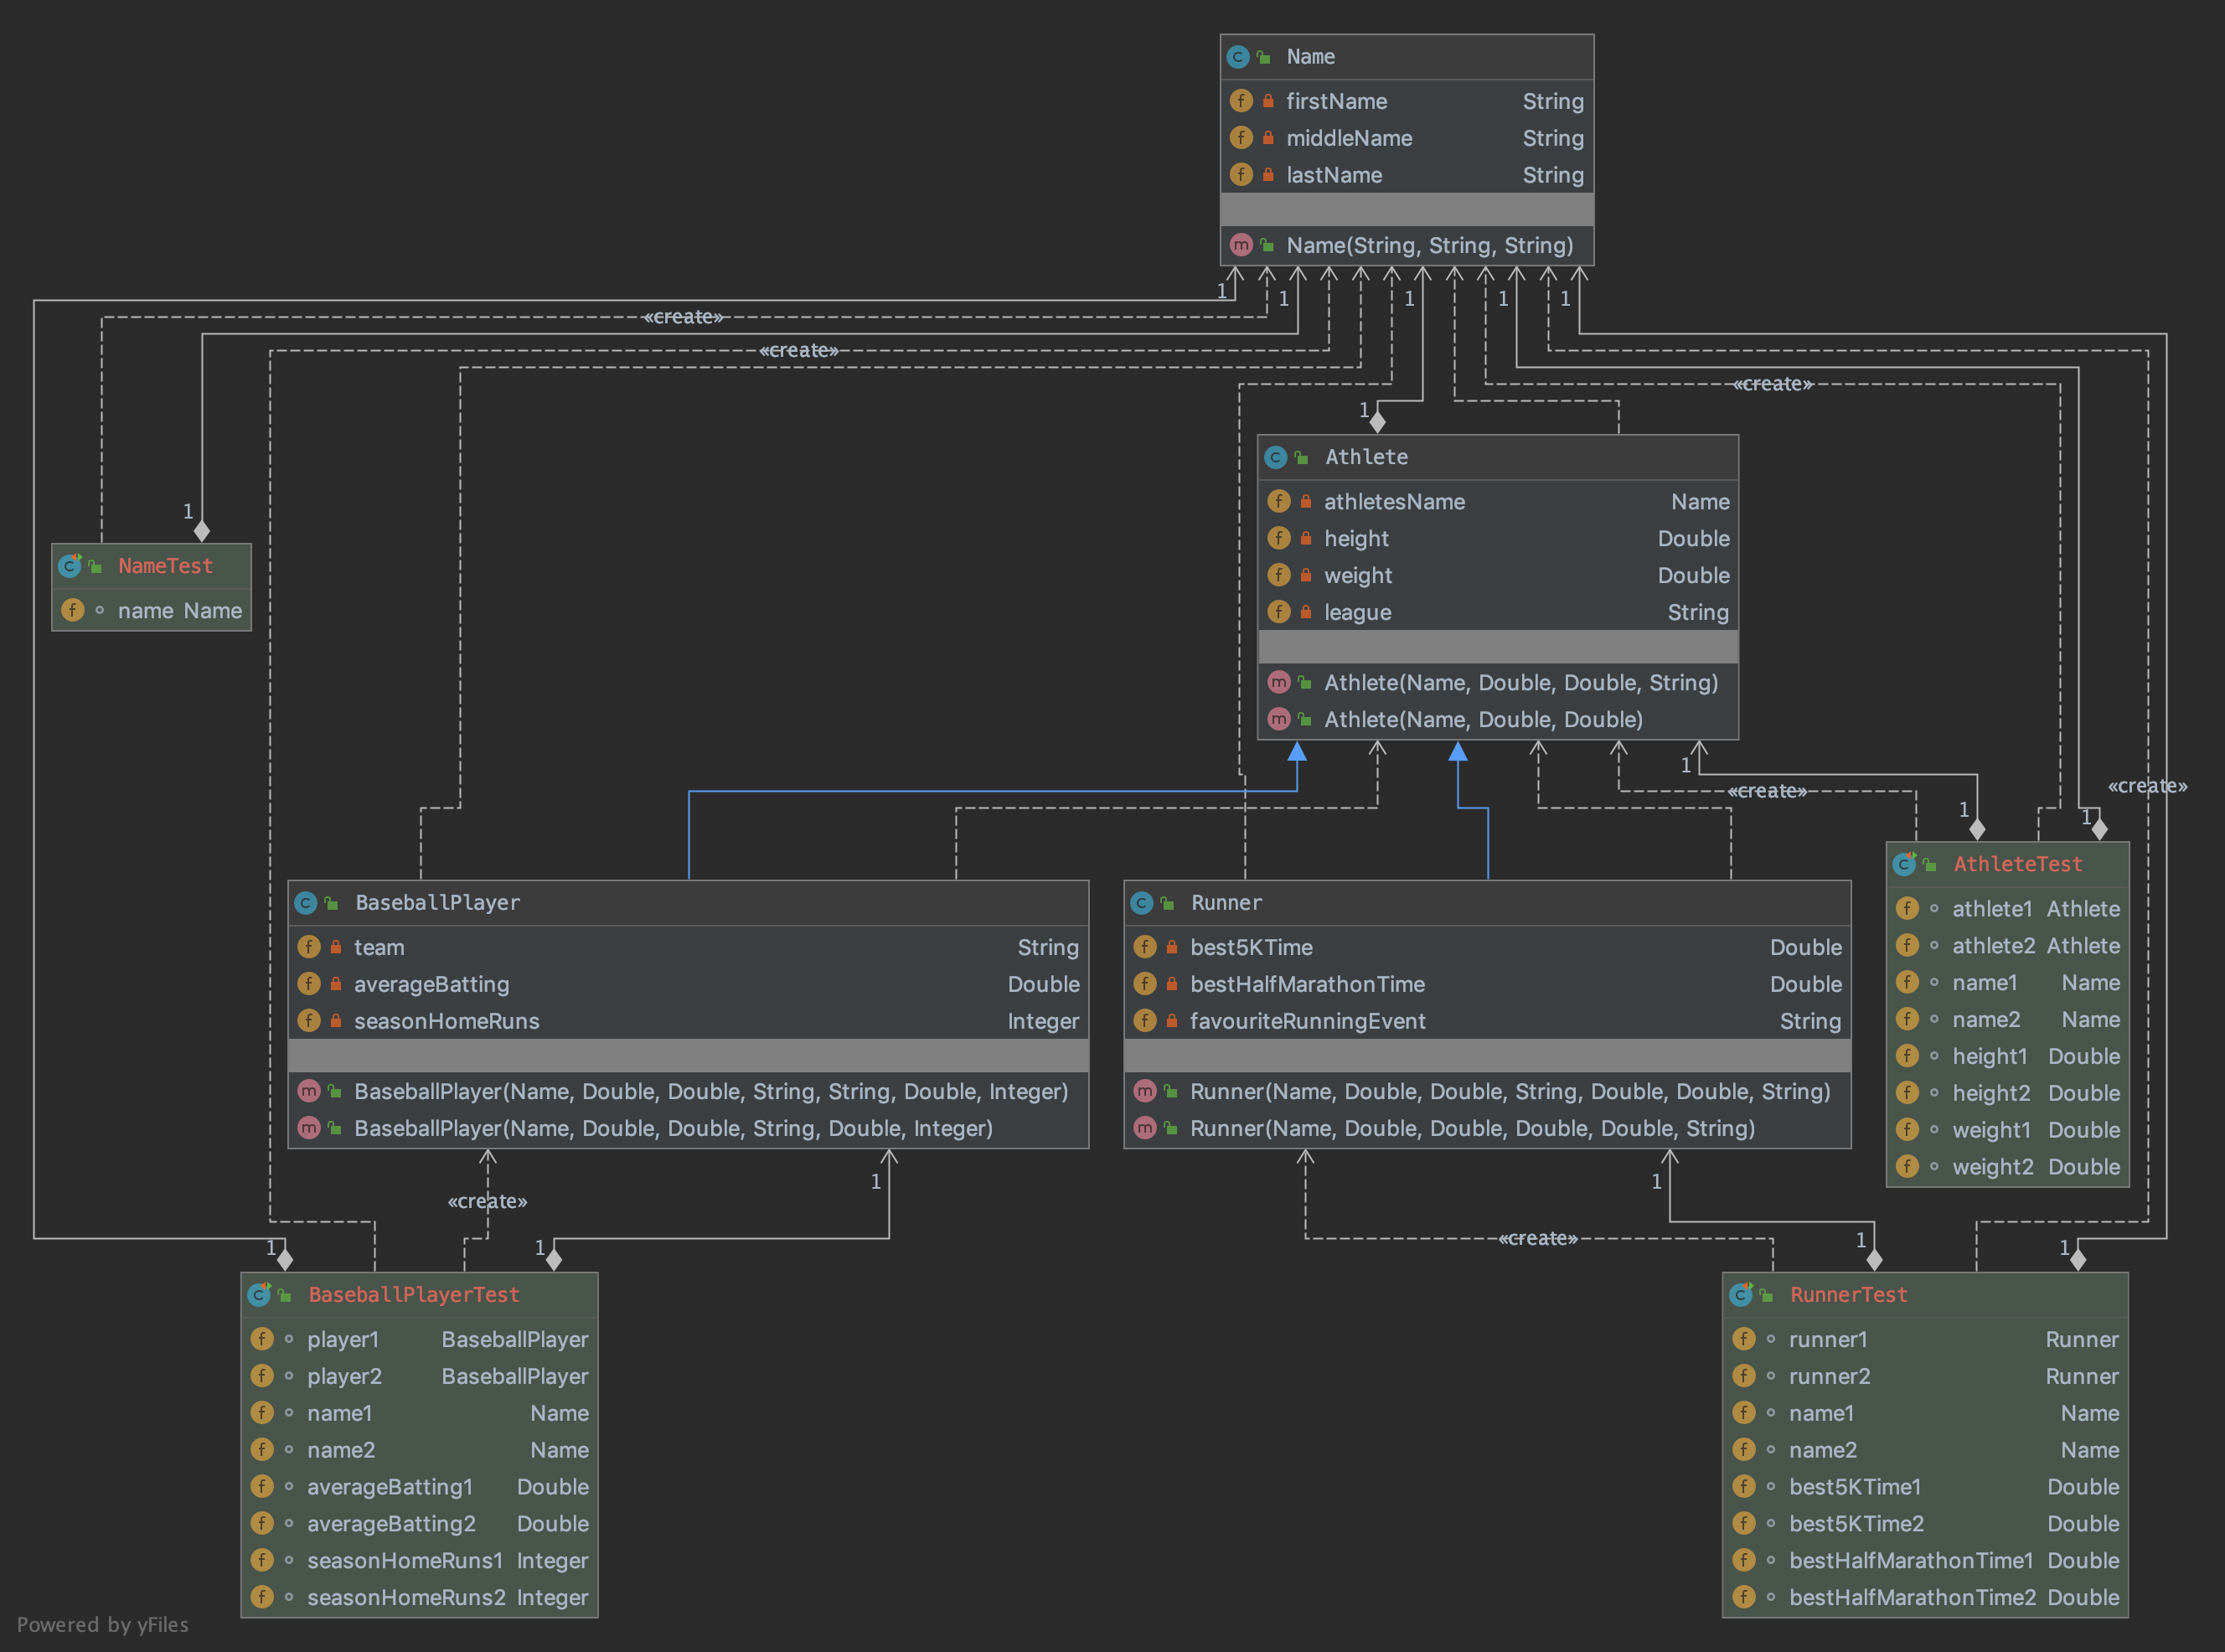 Name
firstName String
middleName String
lastName String
Name(String, String, String)
1 1 1 1 1
«create»
«create»
«create»
1
Athlete
athletesName Name
height Double
weight Double
league String
Athlete(Name, Double, Double, String)
Athlete(Name, Double, Double)
1
NameTest
name Name
1
«create»
«create»
1
1
AthleteTest
athlete1 Athlete
athlete2 Athlete
name1 Name
name2 Name
height1 Double
height2 Double
weight1 Double
weight2 Double
BaseballPlayer
team String
averageBatting Double
seasonHomeRuns Integer
BaseballPlayer(Name, Double, Double, String, String, Double, Integer)
BaseballPlayer(Name, Double, Double, String, Double, Integer)
Runner
best5KTime Double
bestHalfMarathonTime Double
favouriteRunningEvent String
Runner(Name, Double, Double, String, Double, Double, String)
Runner(Name, Double, Double, Double, Double, String)
«create»
1
1
1
1
«create»
1
1
BaseballPlayerTest
player1 BaseballPlayer
player2 BaseballPlayer
name1 Name
name2 Name
averageBatting1 Double
averageBatting2 Double
seasonHomeRuns1 Integer
seasonHomeRuns2 Integer
RunnerTest
runner1 Runner
runner2 Runner
name1 Name
name2 Name
best5KTime1 Double
best5KTime2 Double
bestHalfMarathonTime1 Double
bestHalfMarathonTime2 Double
Powered by yFiles